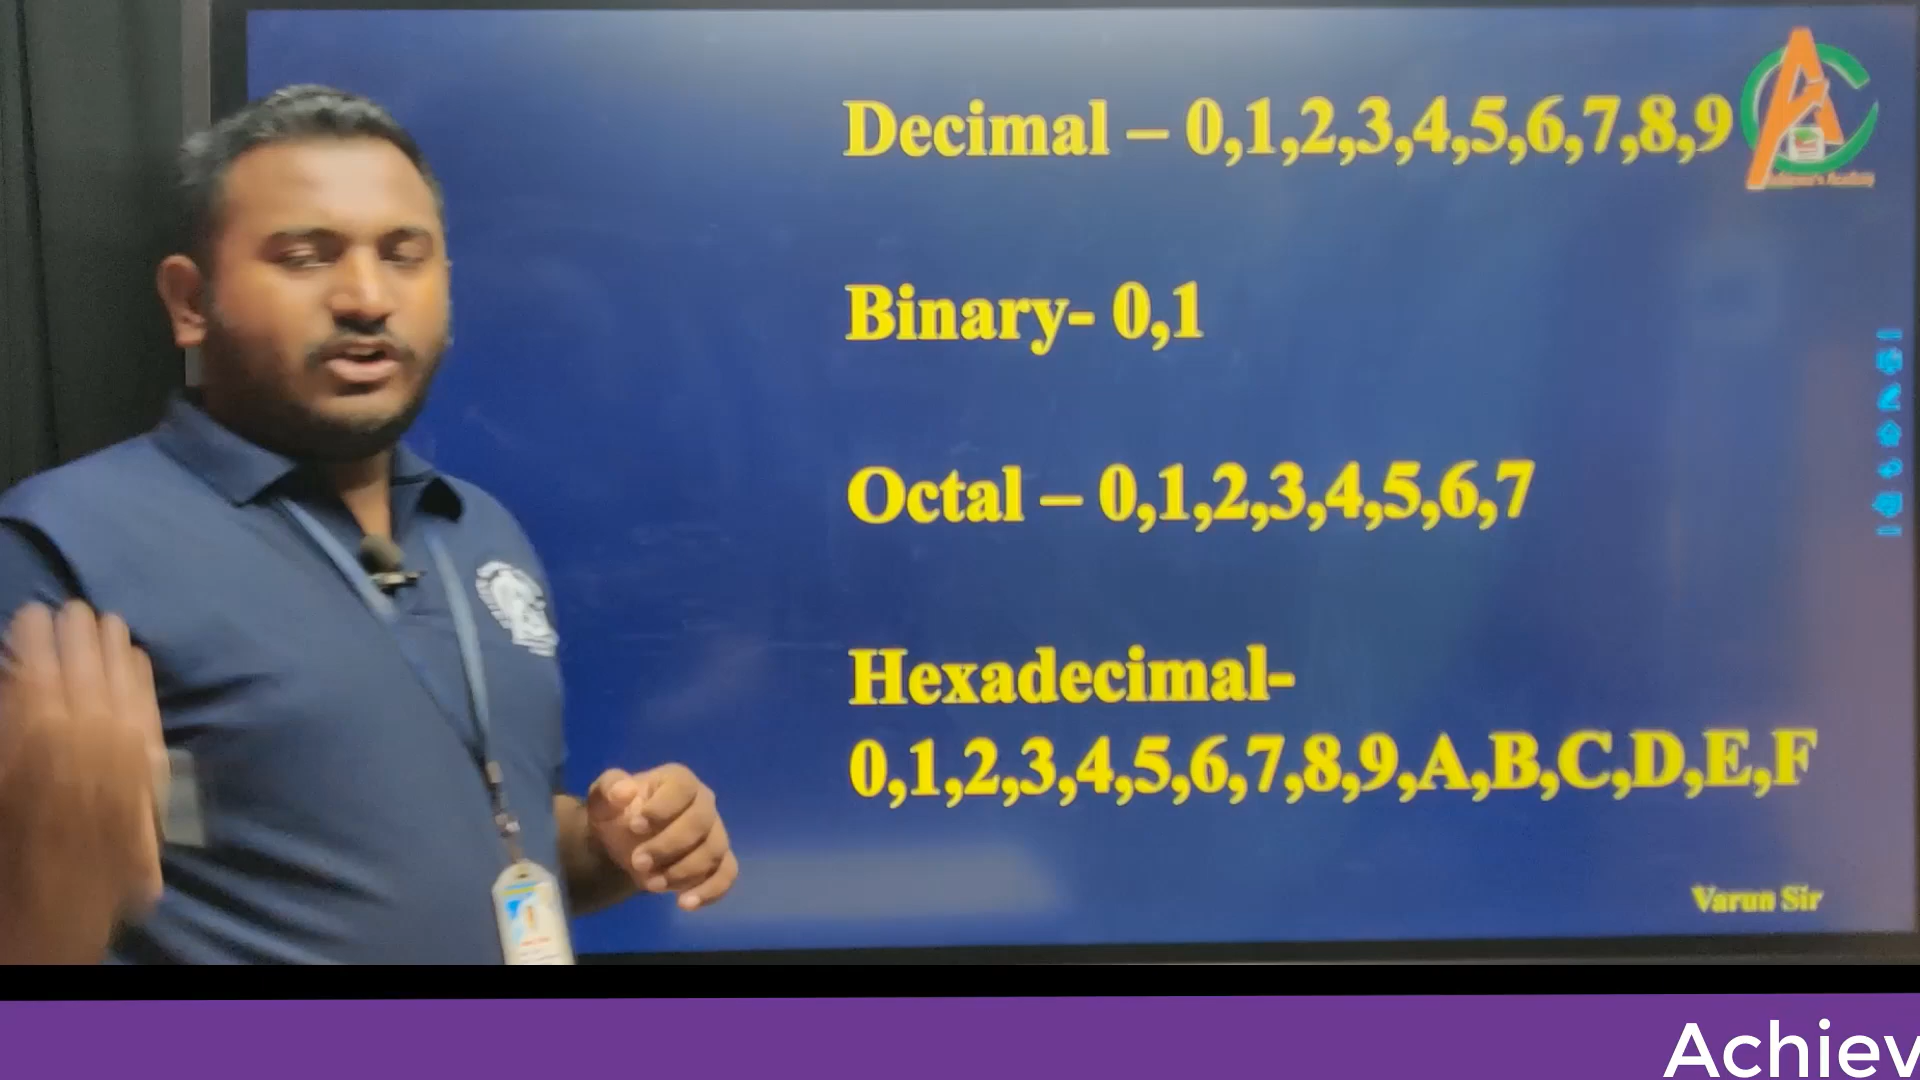 Decimal – 0,1,2,3,4,5,6,7,8,9
Binary- 0,1
Octal – 0,1,2,3,4,5,6,7
Hexadecimal-
0,1,2,3,4,5,6,7,8,9,A,B,C,D,E,F
Varun Sir
Achiev